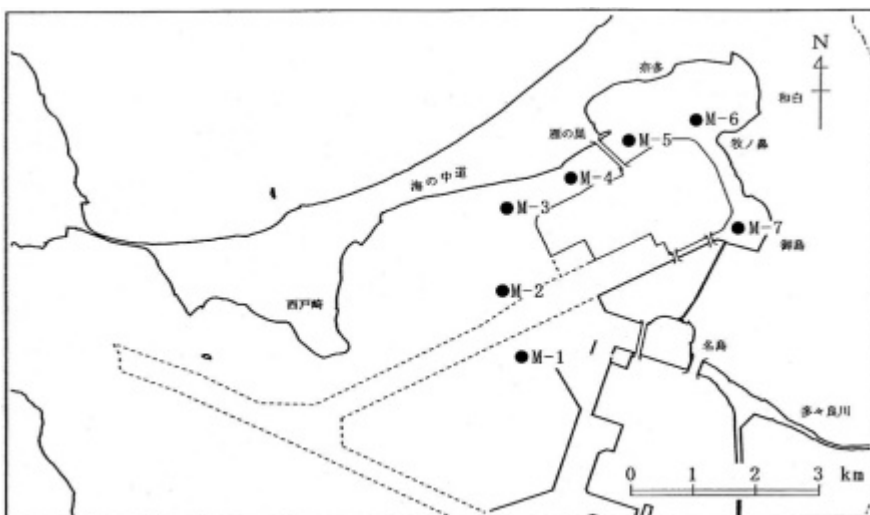 N
奈多
和白
M-6
雁の巣
M-5
牧ノ鼻
海の中道
M-4
M-3
M-7
御島
M-2
西戸崎
名島
M-1
多々良川
0 1 2 3
km